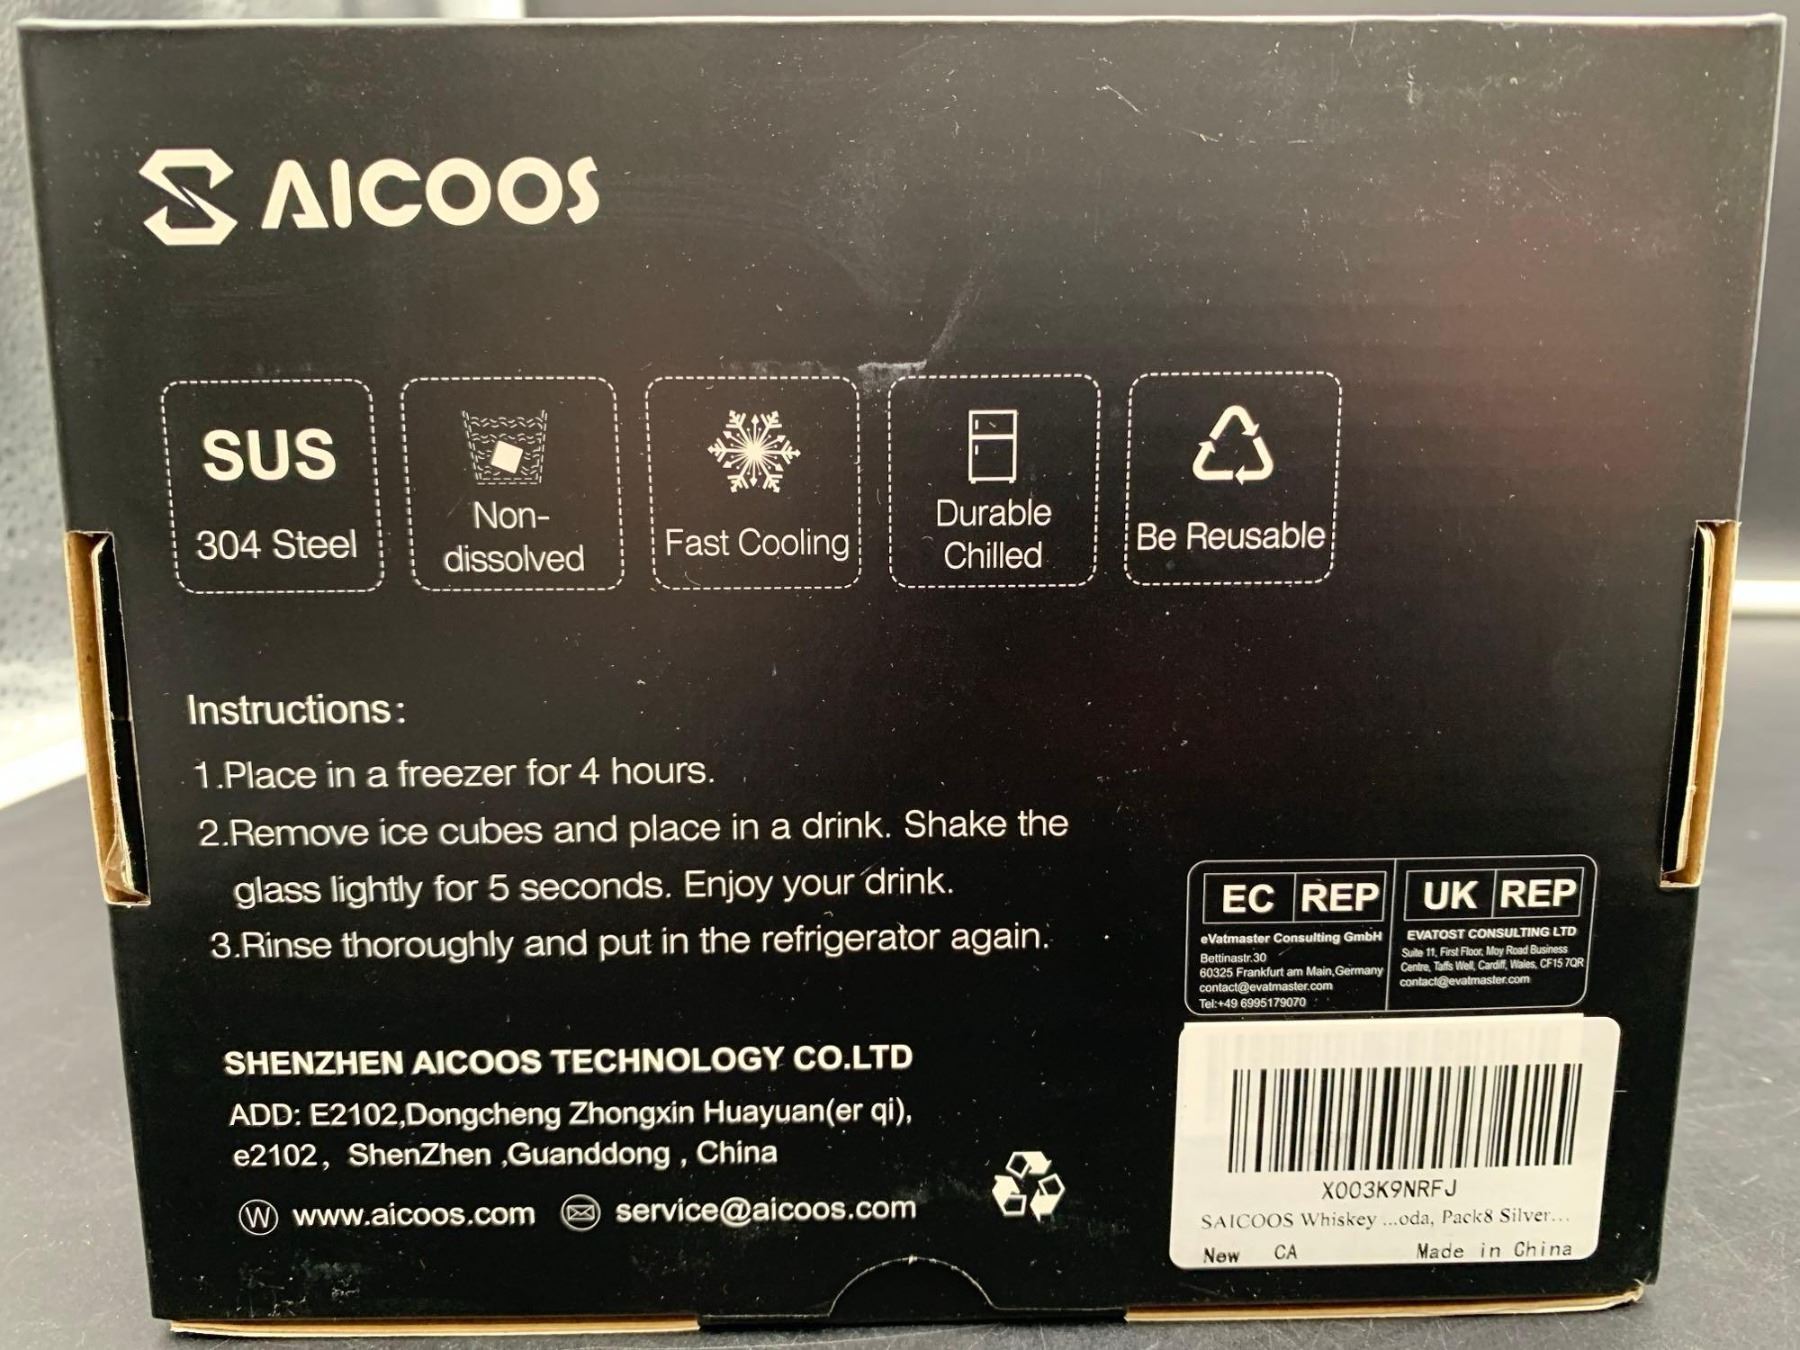 SAICOOS
SUS
304 Steel
Non-
dissolved
Fast Cooling
Durable
Chilled
Be Reusable
Instructions:
1.Place in a freezer for 4 hours.
2.Remove ice cubes and place in a drink. Shake the
glass lightly for 5 seconds. Enjoy your drink.
3.Rinse thoroughly and put in the refrigerator again.
EC REP
eVatmaster Consulting GmbH
Bettinastr.30
60325 Frankfurt am Main,Germany
contact@evatmaster.com
Tel:+49 6995179070
UK REP
EVATOST CONSULTING LTD
Suite 11, First Floor, Moy Road Business
Centre, Taffs Well, Cardiff, Wales, CF15 7QR
contact@evatmaster.com
SHENZHEN AICOOS TECHNOLOGY CO.LTD
ADD: E2102,Dongcheng Zhongxin Huayuan(er qi),
e2102, ShenZhen ,Guanddong , China
W www.aicoos.com service@aicoos.com
X003K9NRFJ
SAICOOS Whiskey ...oda, Pack8 Silver...
New CA Made in China